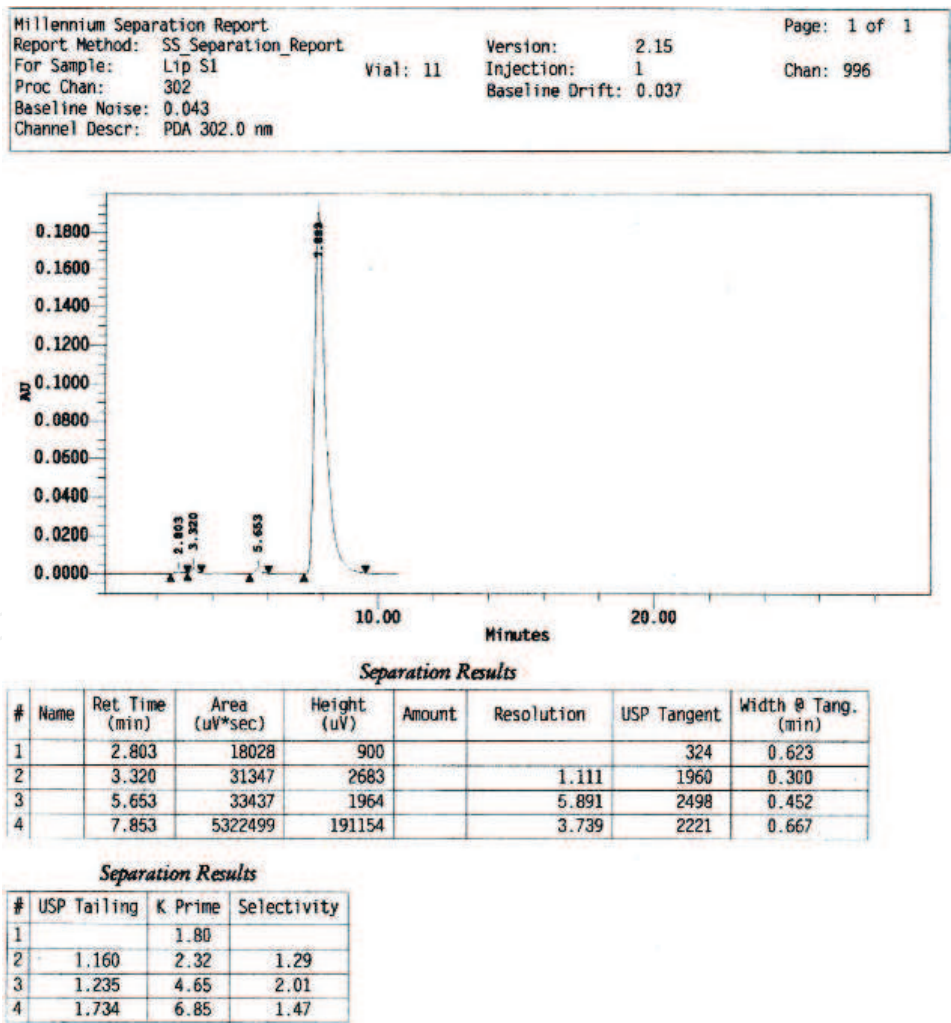 Millennium Separation Report Page: 1 of 1
Report Method: SS_Separation_Report Version: 2.15
For Sample: Lip S1 Vial: 11 Injection: 1 Chan: 996
Proc Chan: 302 Baseline Drift: 0.037
Baseline Noise: 0.043
Channel Descr: PDA 302.0 nm
0.1800
0.1600
0.1400
0.1200
0.1000
0.0800
0.0600
0.0400
0.0200
0.0000
AU
2.803
3.320
5.653
10.00 20.00
Minutes
Separation Results
# Name Ret Time (min) Area (uV*sec) Height (uV) Amount Resolution USP Tangent Width @ Tang. (min)
1 2.803 18028 900 324 0.623
2 3.320 31347 2683 1.111 1960 0.300
3 5.653 33437 1964 5.891 2498 0.452
4 7.853 5322499 191154 3.739 2221 0.667
Separation Results
# USP Tailing K Prime Selectivity
1 1.80
2 1.160 2.32 1.29
3 1.235 4.65 2.01
4 1.734 6.85 1.47